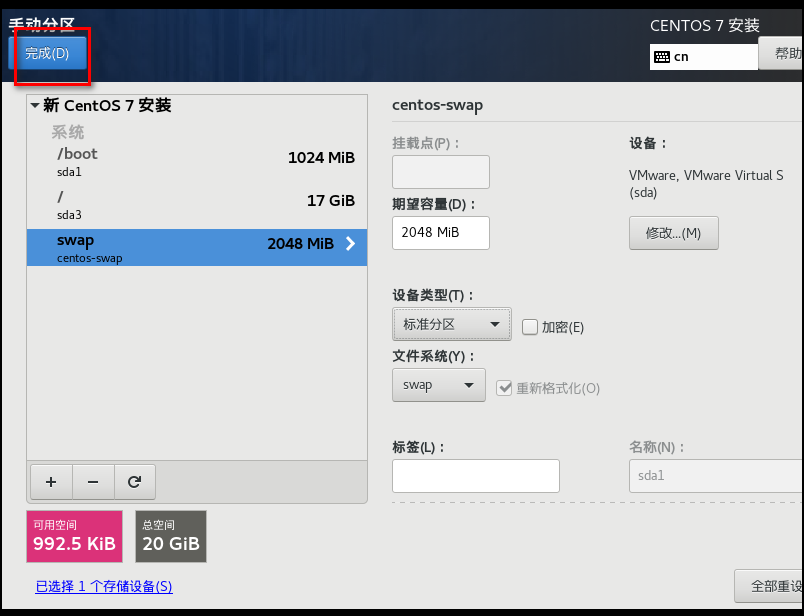 手动分区
CENTOS 7 安装
完成(D)
cn
帮助
新 CentOS 7 安装
系统
/boot
1024 MiB
sda1
/
17 GiB
sda3
swap
2048 MiB
centos-swap
centos-swap
挂载点(P)：
设备：
VMware, VMware Virtual S
(sda)
期望容量(D)：
2048 MiB
修改...(M)
设备类型(T)：
标准分区
加密(E)
文件系统(Y)：
swap
重新格式化(O)
标签(L)：
名称(N)：
sda1
+
−
可用空间
992.5 KiB
总空间
20 GiB
已选择 1 个存储设备(S)
全部重设